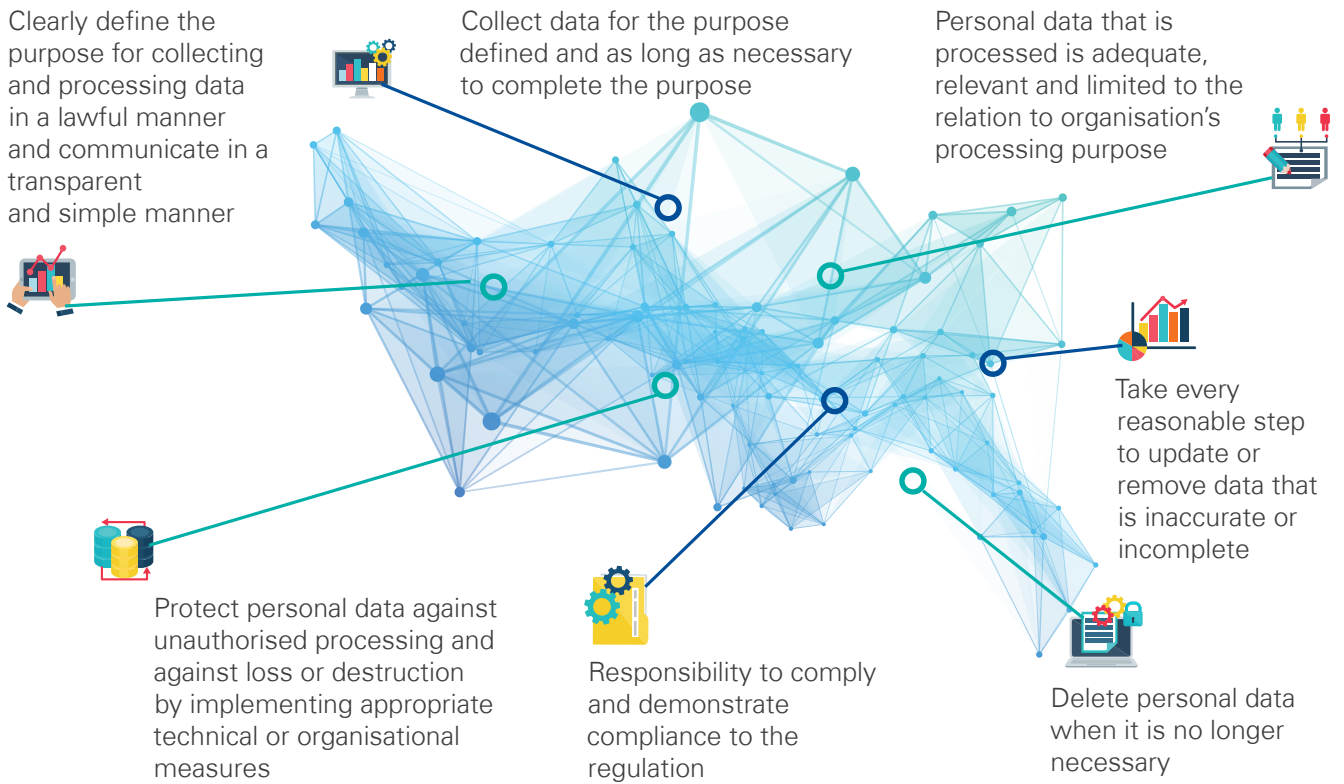 Clearly define the
purpose for collecting
and processing data
in a lawful manner
and communicate in a
transparent
and simple manner
Collect data for the purpose
defined and as long as necessary
to complete the purpose
Personal data that is
processed is adequate,
relevant and limited to the
relation to organisation's
processing purpose
Take every
reasonable step
to update or
remove data that
is inaccurate or
incomplete
Protect personal data against
unauthorised processing and
against loss or destruction
by implementing appropriate
technical or organisational
measures
Responsibility to comply
and demonstrate
compliance to the
regulation
Delete personal data
when it is no longer
necessary